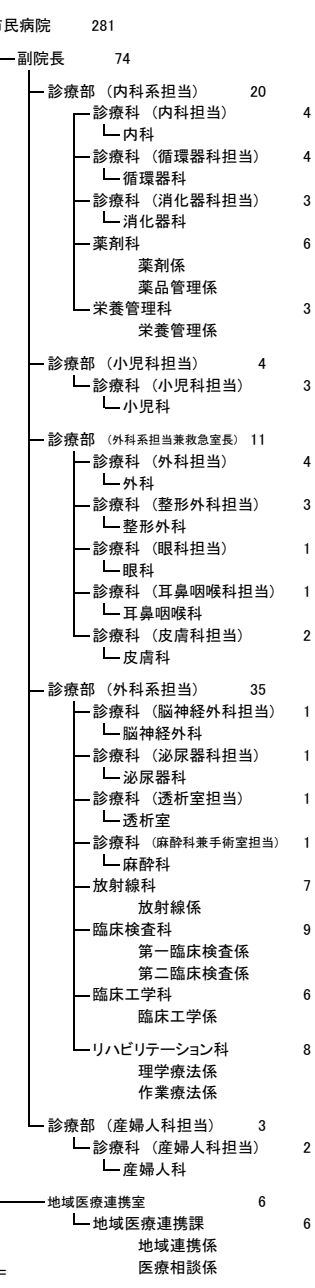 市民病院 281
副院長 74
診療部（内科系担当） 20
診療科（内科担当） 4
内科
診療科（循環器科担当） 4
循環器科
診療科（消化器科担当） 3
消化器科
薬剤科 6
薬剤係
薬品管理係
栄養管理科 3
栄養管理係
診療部（小児科担当） 4
診療科（小児科担当） 3
小児科
診療部（外科系担当兼救急室長） 11
診療科（外科担当） 4
外科
診療科（整形外科担当） 3
整形外科
診療科（眼科担当） 1
眼科
診療科（耳鼻咽喉科担当） 1
耳鼻咽喉科
診療科（皮膚科担当） 2
皮膚科
診療部（外科系担当） 35
診療科（脳神経外科担当） 1
脳神経外科
診療科（泌尿器科担当） 1
泌尿器科
診療科（透析室担当） 1
透析室
診療科（麻酔科兼手術室担当） 1
麻酔科
放射線科 7
放射線係
臨床検査科 9
第一臨床検査係
第二臨床検査係
臨床工学科 6
臨床工学係
リハビリテーション科 8
理学療法係
作業療法係
診療部（産婦人科担当） 3
診療科（産婦人科担当） 2
産婦人科
地域医療連携室 6
地域医療連携課 6
地域連携係
医療相談係